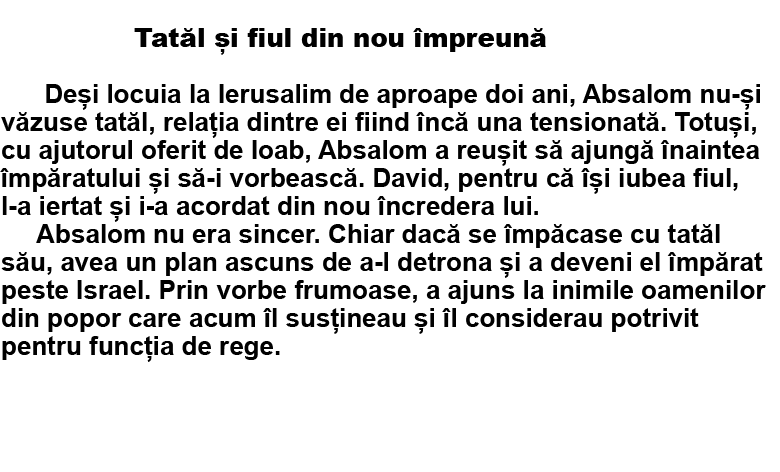 Tatăl și fiul din nou împreună
Deși locuia la Ierusalim de aproape doi ani, Absalom nu-și
văzuse tatăl, relația dintre ei fiind încă una tensionată. Totuși,
cu ajutorul oferit de Ioab, Absalom a reușit să ajungă înaintea
împăratului și să-i vorbească. David, pentru că își iubea fiul,
l-a iertat și i-a acordat din nou încredera lui.
Absalom nu era sincer. Chiar dacă se împăcase cu tatăl
său, avea un plan ascuns de a-l detrona și a deveni el împărat
peste Israel. Prin vorbe frumoase, a ajuns la inimile oamenilor
din popor care acum îl susțineau și îl considerau potrivit
pentru funcția de rege.